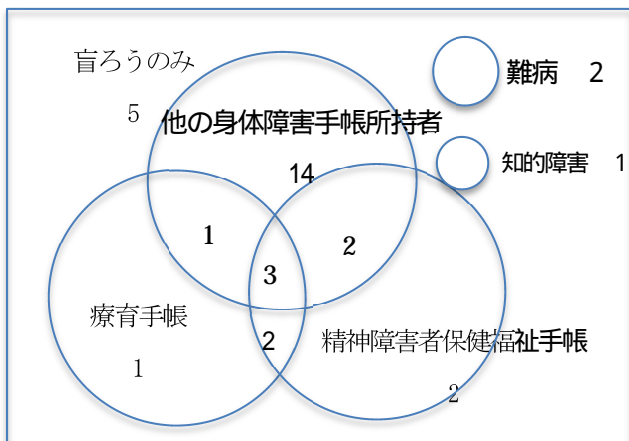 盲ろうのみ
5
難病　2
他の身体障害手帳所持者
14
知的障害　1
1
2
3
療育手帳
1
2
精神障害者保健福祉手帳
2